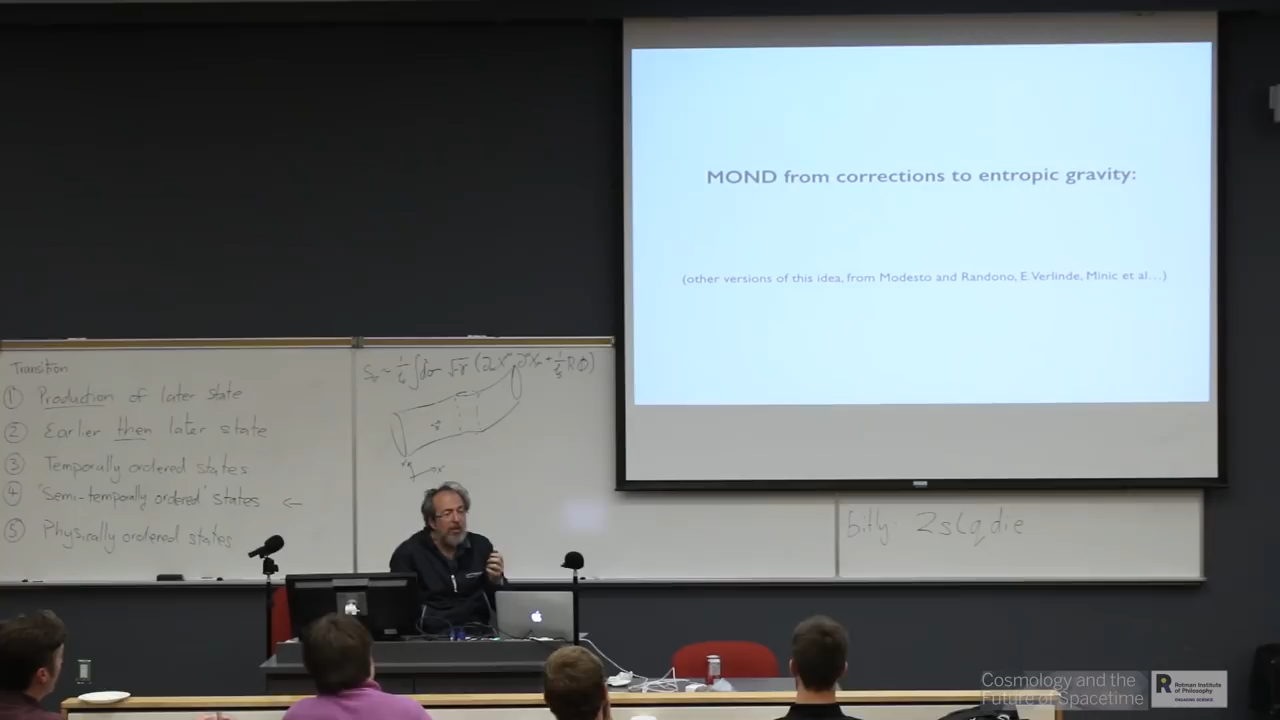 MOND from corrections to entropic gravity:
(other versions of this idea, from Modesto and Randono, E. Verlinde, Minic et al…)
Transition
① Production of later state
② Earlier then later state
③ Temporally ordered states
④ 'Semi-temporally ordered' states ←
⑤ Physically ordered states
Cosmology and the
Future of Spacetime
R
Rotman Institute
of Philosophy
ENGAGING SCIENCE